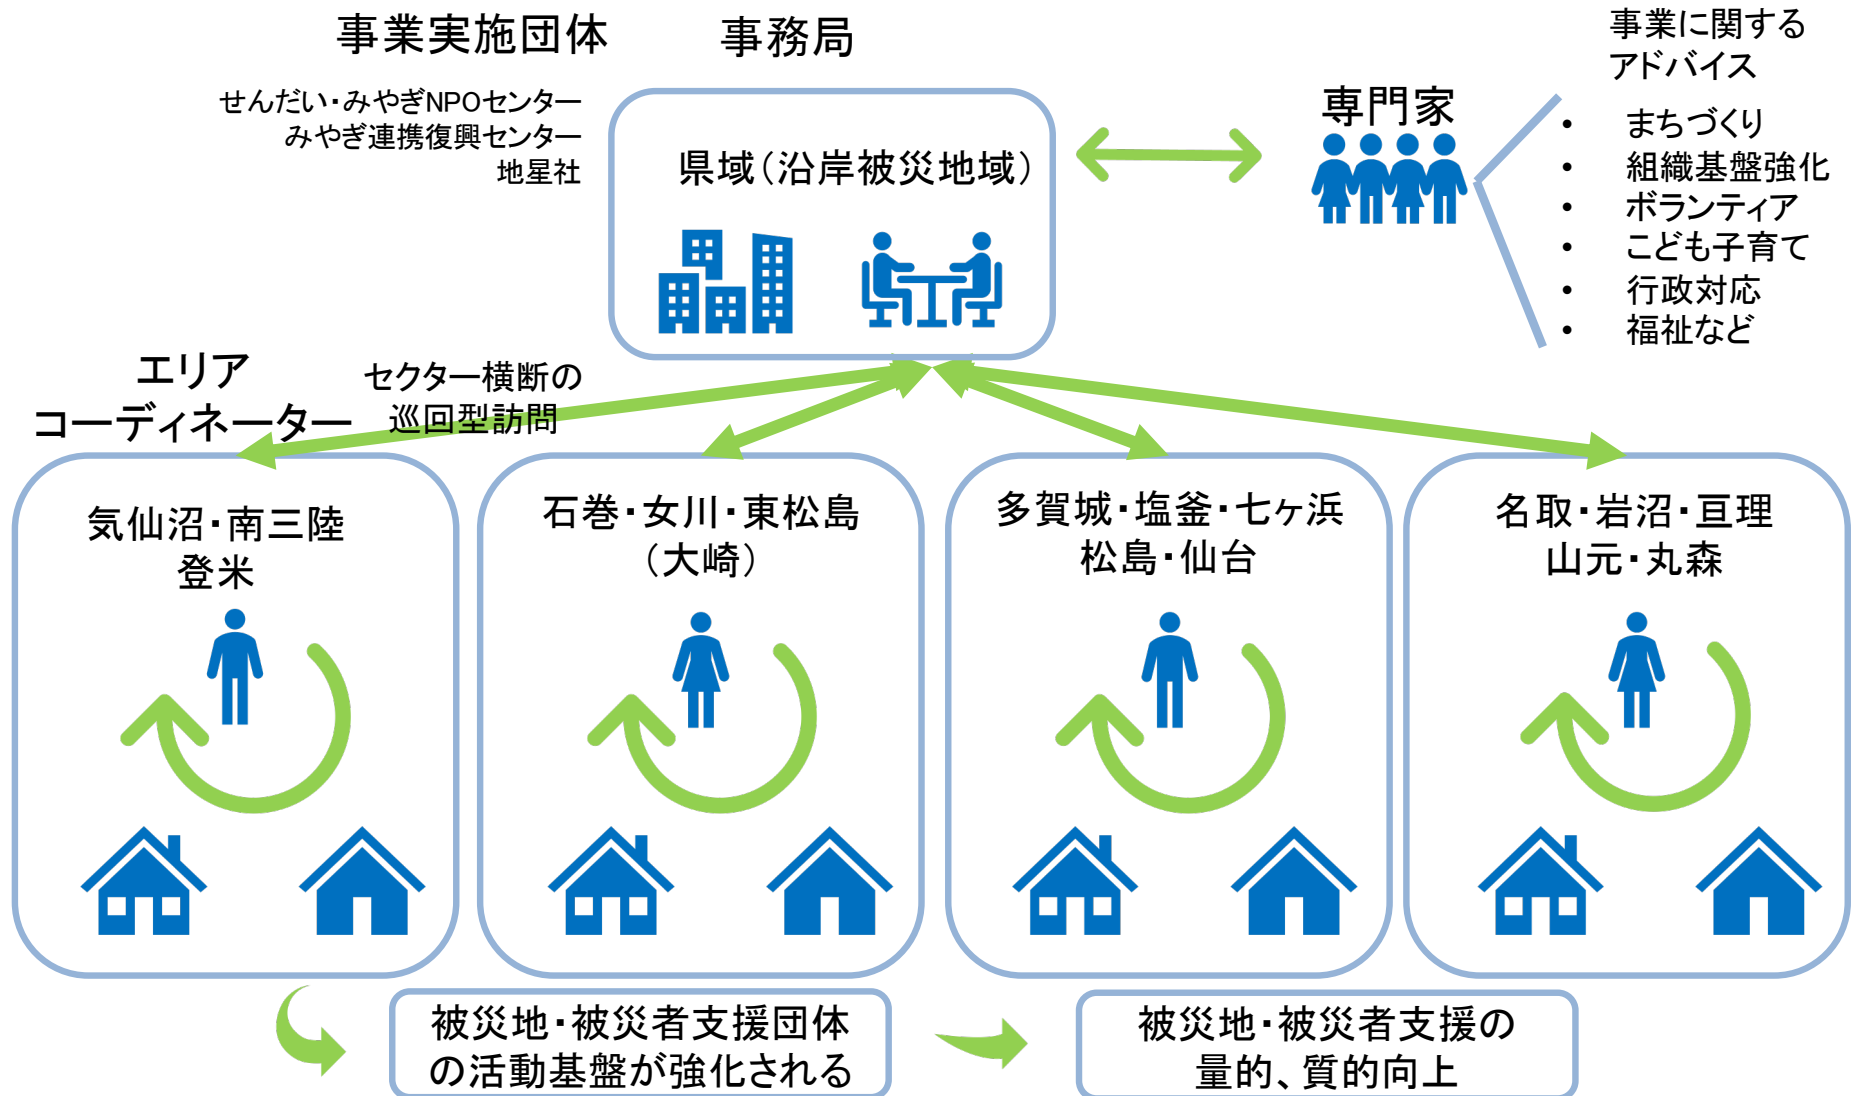 事業実施団体
事務局
せんだい・みやぎNPOセンター
みやぎ連携復興センター
地星社
県域（沿岸被災地域）
専門家
事業に関する
アドバイス
• まちづくり
• 組織基盤強化
• ボランティア
• こども子育て
• 行政対応
• 福祉など
エリア
コーディネーター
セクター横断の
巡回型訪問
気仙沼・南三陸
登米
石巻・女川・東松島
（大崎）
多賀城・塩釜・七ヶ浜
松島・仙台
名取・岩沼・亘理
山元・丸森
被災地・被災者支援団体
の活動基盤が強化される
被災地・被災者支援の
量的、質的向上